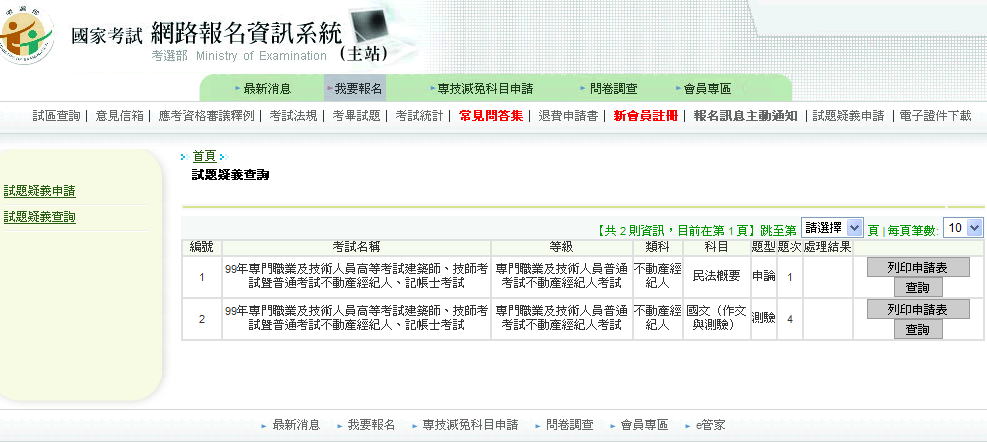 國家考試 網路報名資訊系統
考選部 Ministry of Examination (主站)
最新消息 我要報名 專技減免科目申請 問卷調查 會員專區
試區查詢 | 意見信箱 | 應考資格審議釋例 | 考試法規 | 考畢試題 | 考試統計 | 常見問答集 | 退費申請書 | 新會員註冊 | 報名訊息主動通知 | 試題疑義申請 | 電子證件下載
首頁
試題疑義查詢
試題疑義申請
試題疑義查詢
【共 2 則資訊，目前在第 1 頁】跳至第 請選擇 頁 | 每頁筆數: 10
編號 考試名稱 等級 類科 科目 題型 題次 處理結果
1 99年專門職業及技術人員高等考試建築師、技師考 專門職業及技術人員普通 不動產經 民法概要 申論 1 列印申請表
試暨普通考試不動產經紀人、記帳士考試 考試不動產經紀人考試 紀人 查詢
2 99年專門職業及技術人員高等考試建築師、技師考 專門職業及技術人員普通 不動產經 國文（作文 測驗 4 列印申請表
試暨普通考試不動產經紀人、記帳士考試 考試不動產經紀人考試 紀人 與測驗） 查詢
最新消息 我要報名 專技減免科目申請 問卷調查 會員專區 e管家